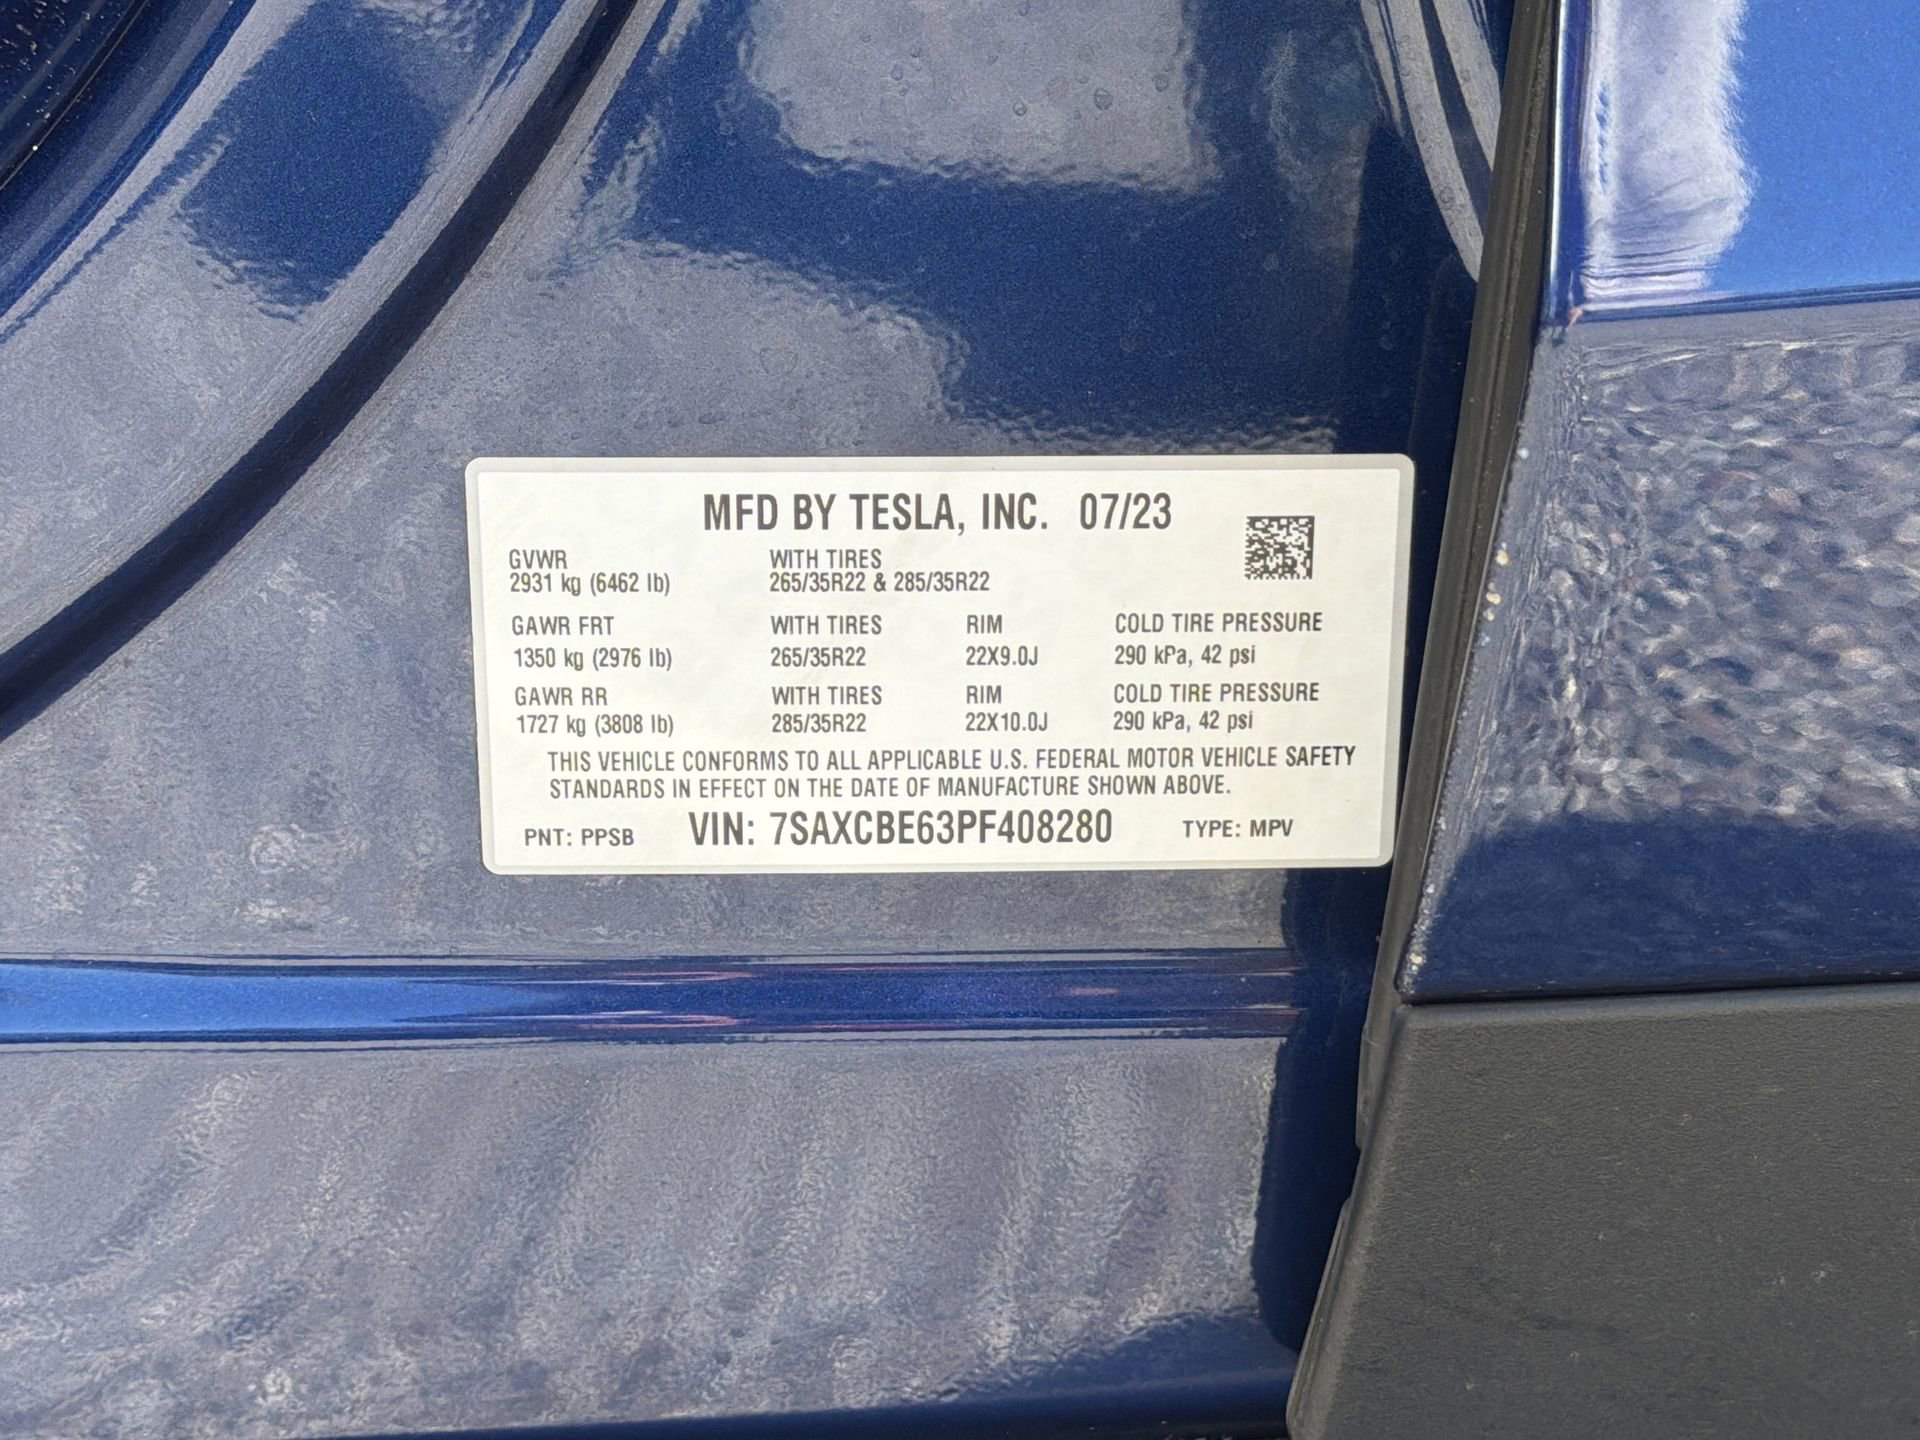 MFD BY TESLA, INC. 07/23
GVWR WITH TIRES
2931 kg (6462 lb) 265/35R22 & 285/35R22
GAWR FRT WITH TIRES RIM COLD TIRE PRESSURE
1350 kg (2976 lb) 265/35R22 22X9.0J 290 kPa, 42 psi
GAWR RR WITH TIRES RIM COLD TIRE PRESSURE
1727 kg (3808 lb) 285/35R22 22X10.0J 290 kPa, 42 psi
THIS VEHICLE CONFORMS TO ALL APPLICABLE U.S. FEDERAL MOTOR VEHICLE SAFETY
STANDARDS IN EFFECT ON THE DATE OF MANUFACTURE SHOWN ABOVE.
PNT: PPSB VIN: 7SAXCBE63PF408280 TYPE: MPV